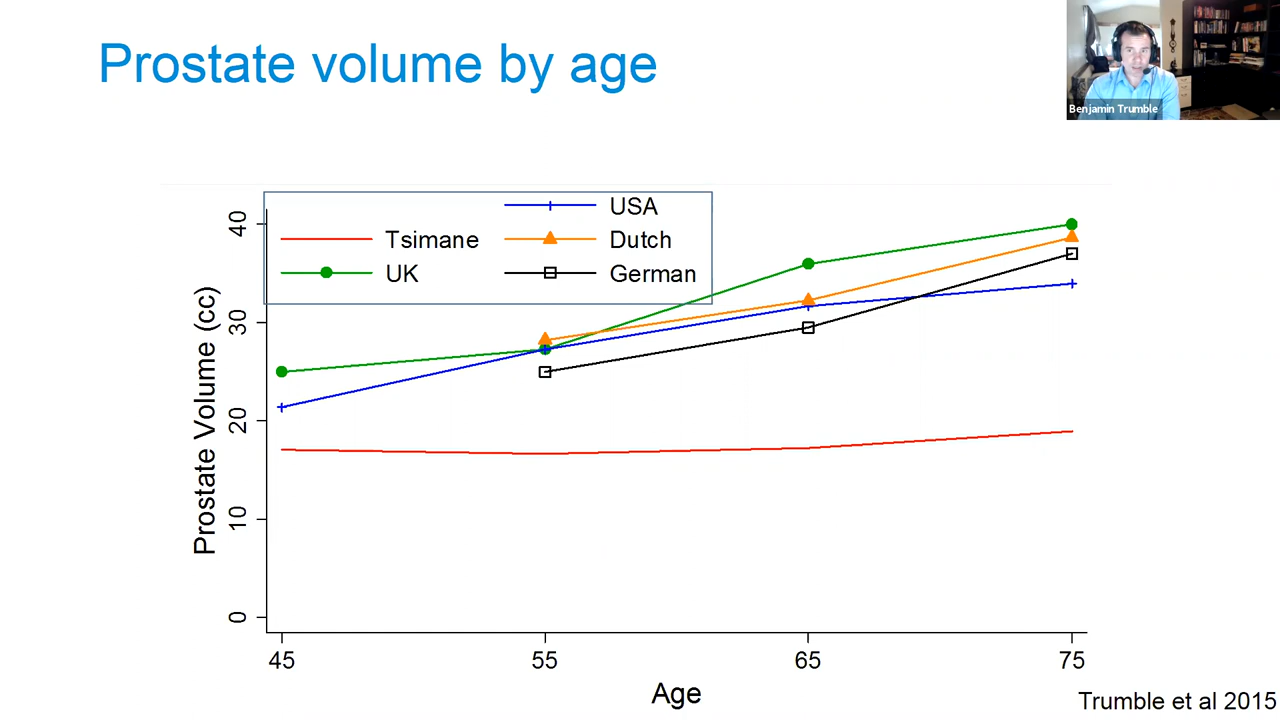 Prostate volume by age
Benjamin Trumble
USA
Tsimane
Dutch
UK
German
Prostate Volume (cc)
40
30
20
10
0
45
55
65
75
Age
Trumble et al 2015